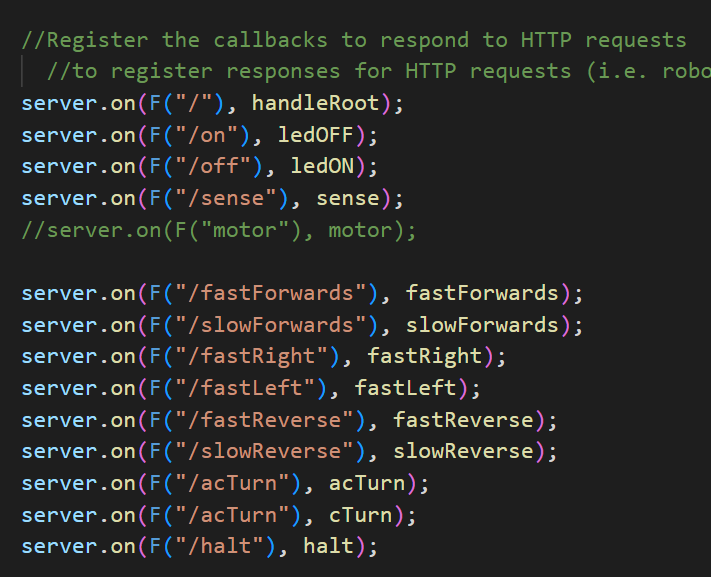 //Register the callbacks to respond to HTTP requests
//to register responses for HTTP requests (i.e. robo
server.on(F("/"), handleRoot);
server.on(F("/on"), ledOFF);
server.on(F("/off"), ledON);
server.on(F("/sense"), sense);
//server.on(F("motor"), motor);
server.on(F("/fastForwards"), fastForwards);
server.on(F("/slowForwards"), slowForwards);
server.on(F("/fastRight"), fastRight);
server.on(F("/fastLeft"), fastLeft);
server.on(F("/fastReverse"), fastReverse);
server.on(F("/slowReverse"), slowReverse);
server.on(F("/acTurn"), acTurn);
server.on(F("/acTurn"), cTurn);
server.on(F("/halt"), halt);